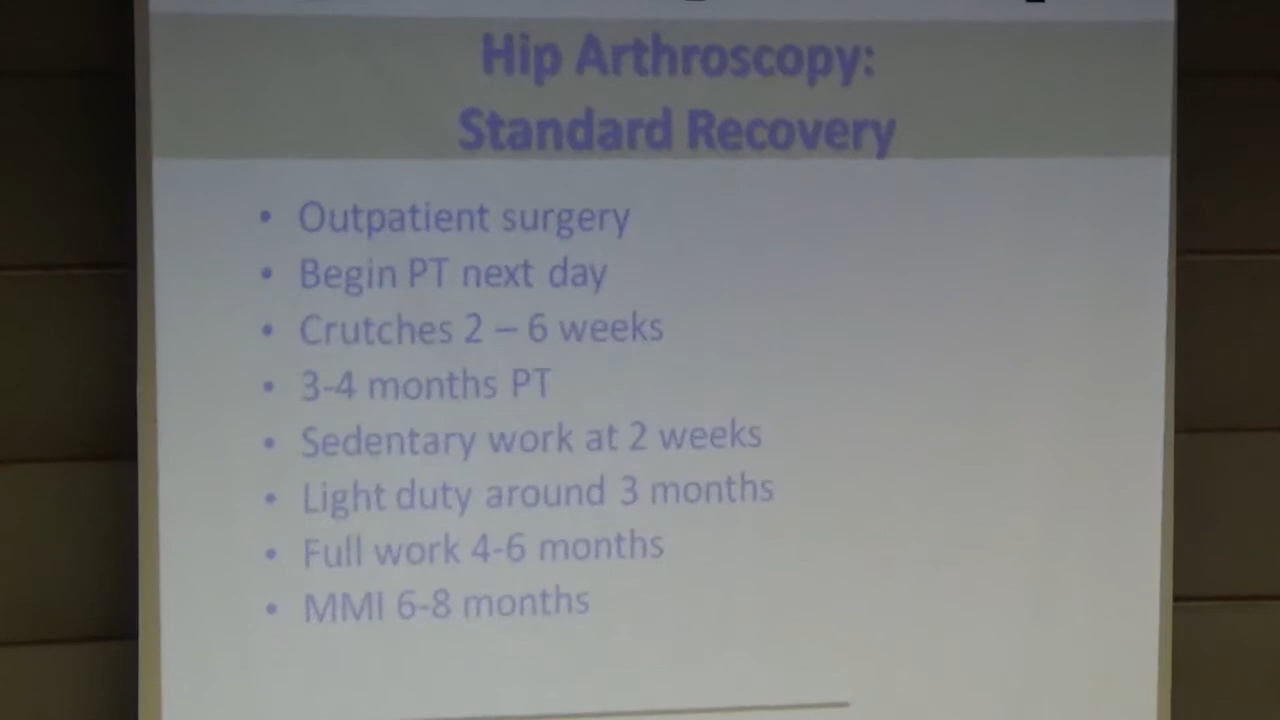 Hip Arthroscopy:
Standard Recovery
• Outpatient surgery
• Begin PT next day
• Crutches 2 – 6 weeks
• 3-4 months PT
• Sedentary work at 2 weeks
• Light duty around 3 months
• Full work 4-6 months
• MMI 6-8 months